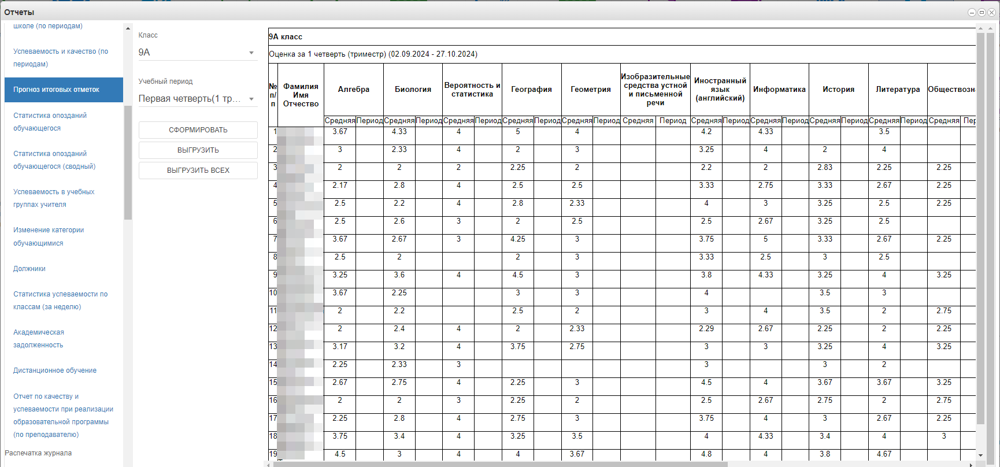 Отчеты
школе (по периодам)
Успеваемость и качество (по
периодам)
Прогноз итоговых отметок
Статистика опозданий
обучающегося
Статистика опозданий
обучающегося (сводный)
Успеваемость в учебных
группах учителя
Изменение категории
обучающимися
Должники
Статистика успеваемости по
классам (за неделю)
Академическая
задолженность
Дистанционное обучение
Отчет по качеству и
успеваемости при реализации
образовательной программы
(по преподавателю)
Распечатка журнала
Класс
9А
Учебный период
Первая четверть(1 тр...
СФОРМИРОВАТЬ
ВЫГРУЗИТЬ
ВЫГРУЗИТЬ ВСЕХ
9А класс
Оценка за 1 четверть (триместр) (02.09.2024 - 27.10.2024)
№ п/п Фамилия Имя Отчество Алгебра Биология Вероятность и статистика География Геометрия Изобразительные средства устной и письменной речи Иностранный язык (английский) Информатика История Литература Обществозн
Средняя Период Средняя Период Средняя Период Средняя Период Средняя Период Средняя Период Средняя Период Средняя Период Средняя Период Средняя Период Средняя Пер
1 3.67 4.33 4 5 4 4.2 4.33 3.5
2 3 2.33 4 2 3 3.25 4 2 4
3 2 2 2 2.25 2 2.2 2 2.83 2.25 2.25
4 2.17 2.8 4 2.5 2.5 3.33 2.75 3.33 2.67 2.25
5 2.5 2.2 4 2.8 2.33 4 3 3.25 2.5 2.25
6 2.5 2.6 3 2 2.5 2.5 2.67 3.25 2.5
7 3.67 2.67 3 4.25 3 3.75 5 3.33 2.67 2.25
8 2.5 2 2 3 3.33 2.5 3 2.5
9 3.25 3.6 4 4.5 3 3.8 4.33 3.25 4 3.25
10 3.67 2.25 3 3 4 3.5 3
11 2 2.2 2.5 2 3 4 3.5 2 2.75
12 2 2.4 4 2 2.33 2.29 2.67 2.25 2 2.25
13 3.17 3.2 4 3.75 2.75 3 3 3.25 4 3.25
14 2.25 2.33 3 3 3 2
15 2.67 2.75 4 2.25 3 4.5 4 3.67 3.67 3.25
16 2 2 3 2.25 2 2.5 2.67 2.75 2 2.75
17 2.25 2.8 4 2.75 3 3.75 4 3 2.67 2.25
18 3.75 3.4 4 3.25 3.5 4 4.33 3.4 4 3
19 4.5 3 4 4 3.67 4.8 4 3.8 4.67